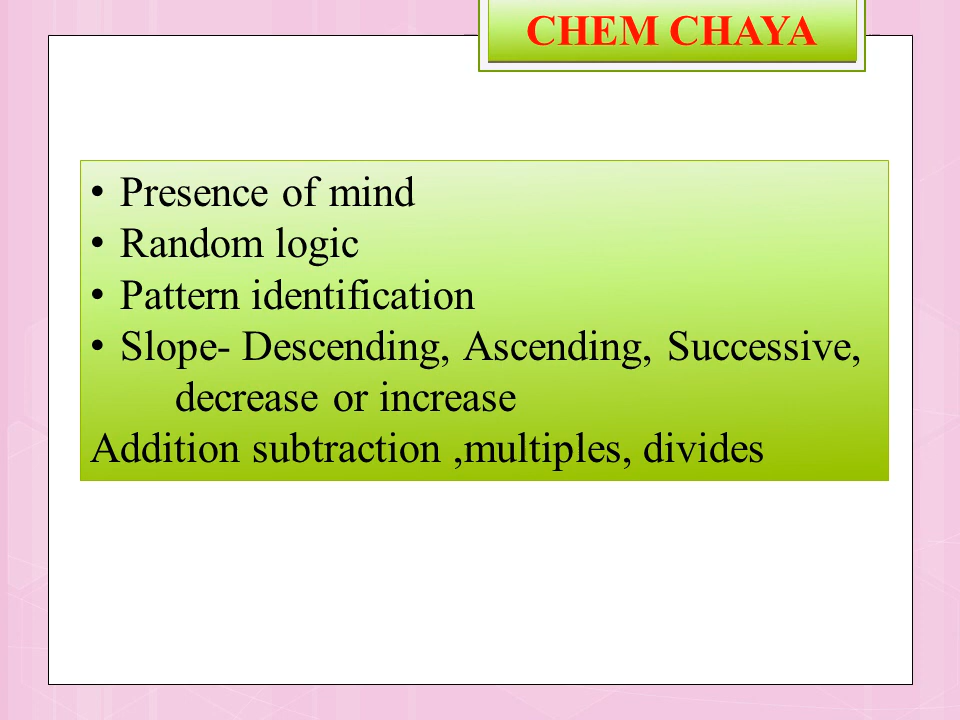 CHEM CHAYA
• Presence of mind
• Random logic
• Pattern identification
• Slope- Descending, Ascending, Successive,
decrease or increase
Addition subtraction ,multiples, divides